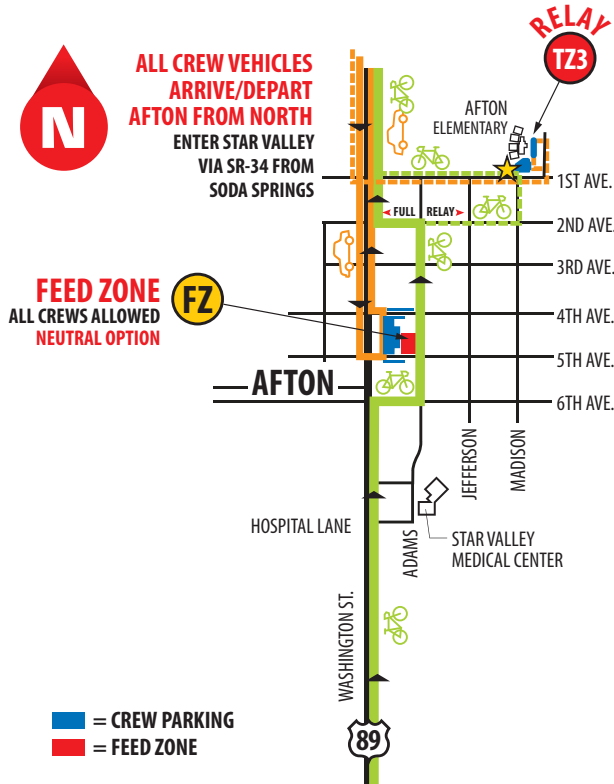 RELAY
TZ3
N
ALL CREW VEHICLES
ARRIVE/DEPART
AFTON FROM NORTH
ENTER STAR VALLEY
VIA SR-34 FROM
SODA SPRINGS
AFTON
ELEMENTARY
1ST AVE.
FULL RELAY
2ND AVE.
3RD AVE.
FEED ZONE
ALL CREWS ALLOWED
NEUTRAL OPTION
FZ
4TH AVE.
5TH AVE.
AFTON
6TH AVE.
JEFFERSON
MADISON
HOSPITAL LANE
ADAMS
STAR VALLEY
MEDICAL CENTER
WASHINGTON ST.
= CREW PARKING
= FEED ZONE
89